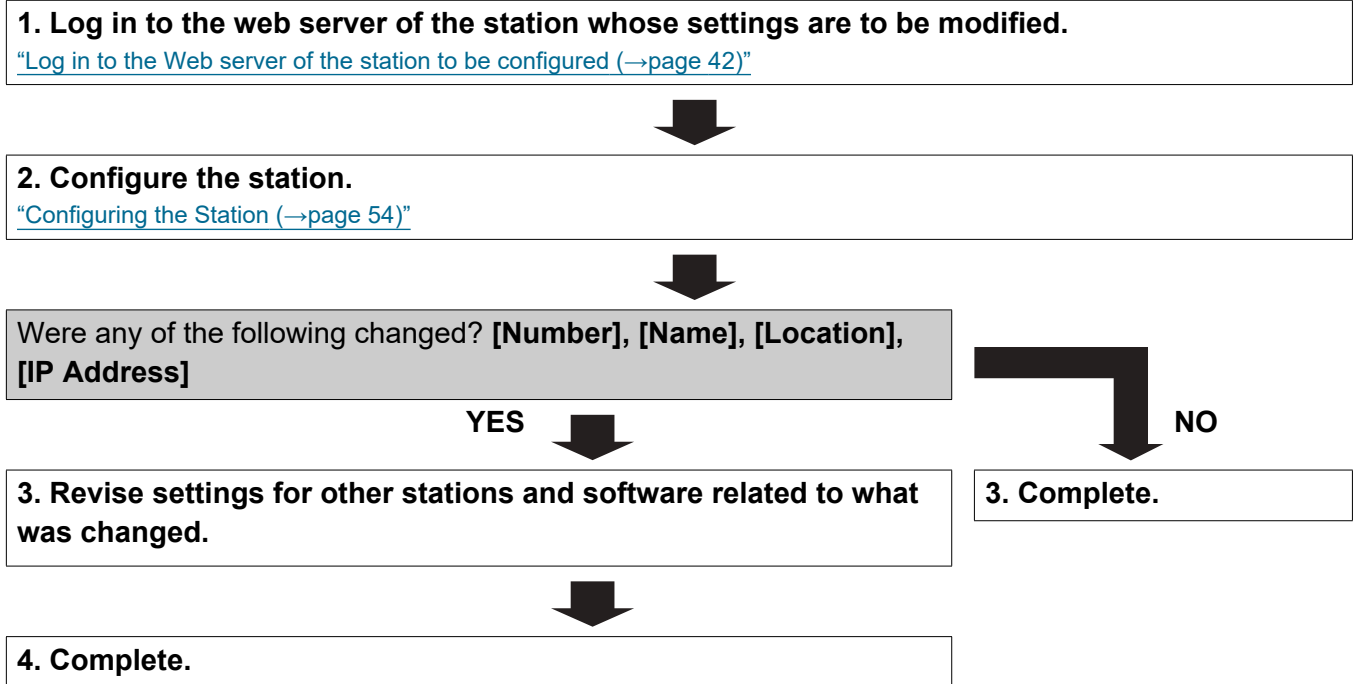 1. Log in to the web server of the station whose settings are to be modified.
“Log in to the Web server of the station to be configured (→page 42)”
2. Configure the station.
“Configuring the Station (→page 54)”
Were any of the following changed? [Number], [Name], [Location],
[IP Address]
YES
NO
3. Revise settings for other stations and software related to what
was changed.
3. Complete.
4. Complete.